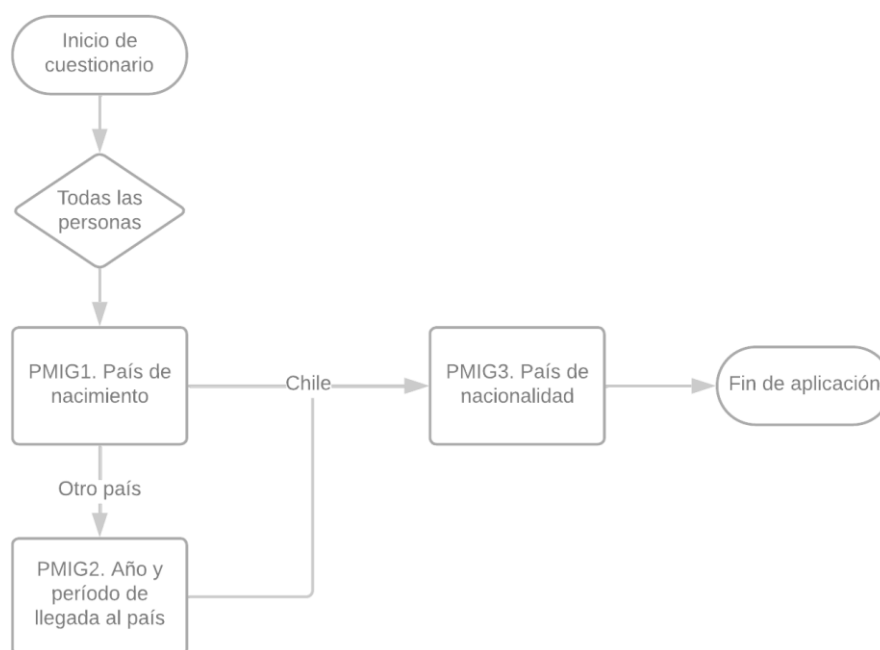 Inicio de
cuestionario
Todas las
personas
PMIG1. País de
nacimiento
Chile
PMIG3. País de
nacionalidad
Fin de aplicación
Otro país
PMIG2. Año y
período de
llegada al país